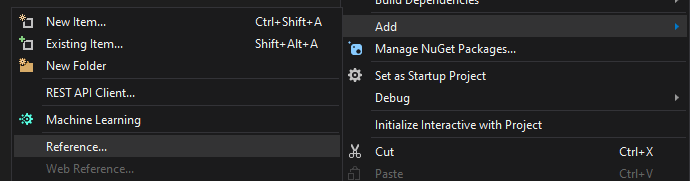 New Item... Ctrl+Shift+A
Existing Item... Shift+Alt+A
New Folder
REST API Client...
Machine Learning
Reference...
Web Reference...
Build Dependencies
Add
Manage NuGet Packages...
Set as Startup Project
Debug
Initialize Interactive with Project
Cut Ctrl+X
Paste Ctrl+V